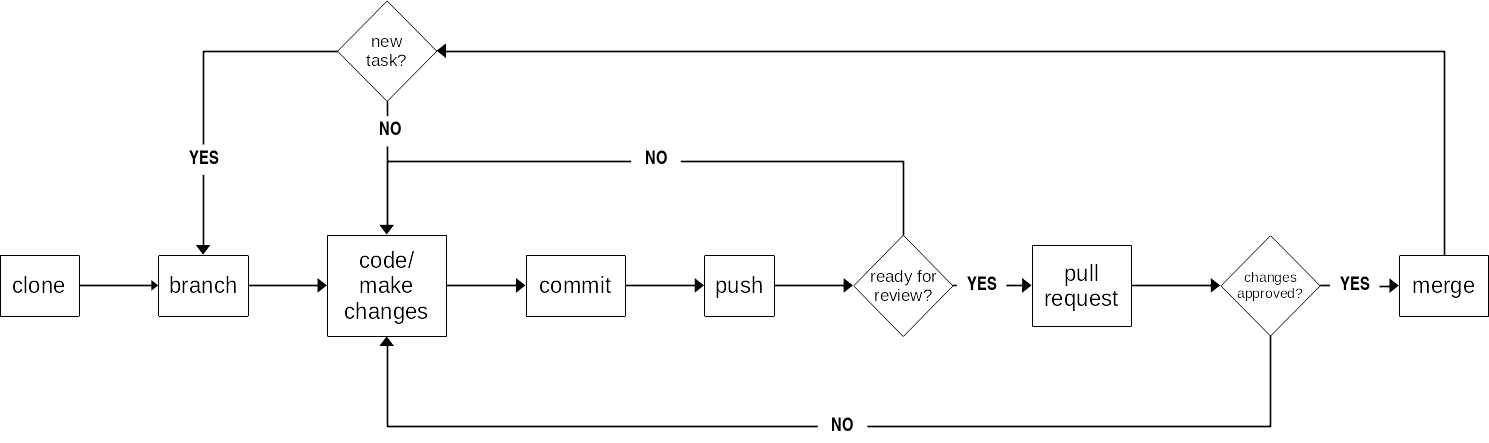 new
task?
NO
YES
NO
clone
branch
code/
make
changes
commit
push
ready for
review?
YES
pull
request
changes
approved?
YES
merge
NO